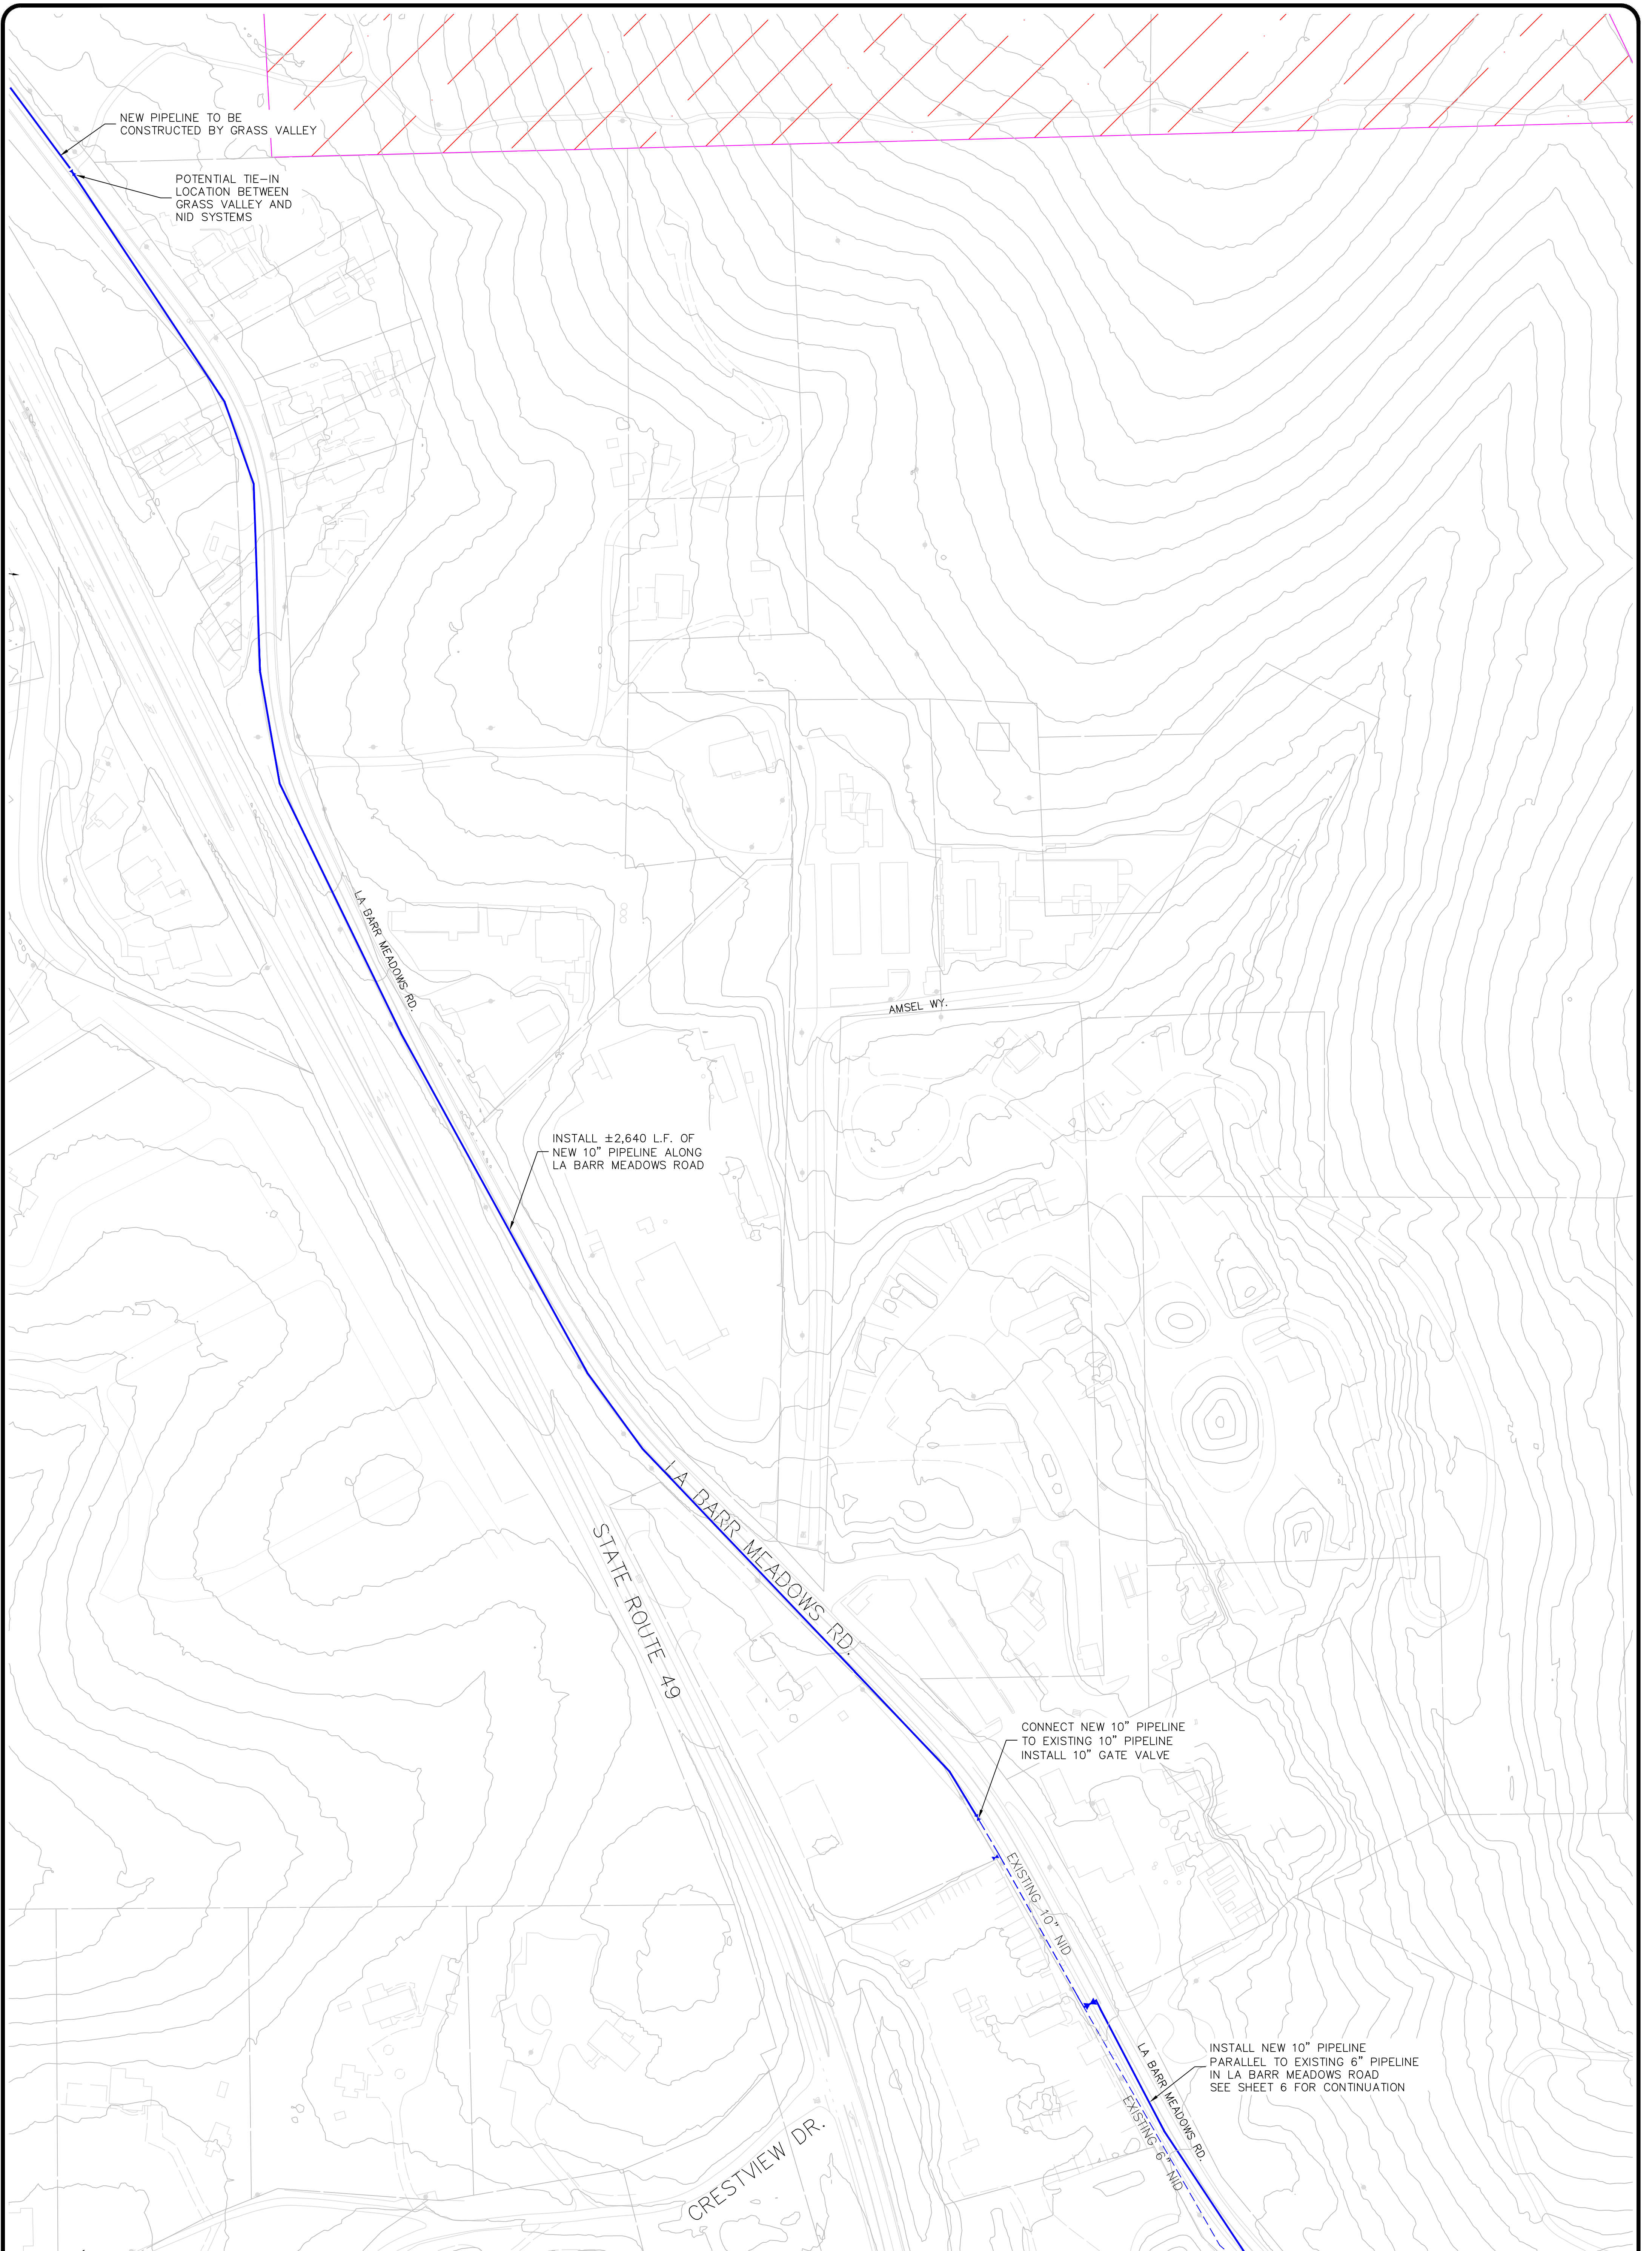 NEW PIPELINE TO BE
CONSTRUCTED BY GRASS VALLEY
POTENTIAL TIE-IN
LOCATION BETWEEN
GRASS VALLEY AND
NID SYSTEMS
LA BARR MEADOWS RD.
AMSEL WY.
INSTALL ±2,640 L.F. OF
NEW 10" PIPELINE ALONG
LA BARR MEADOWS ROAD
LA BARR MEADOWS RD.
STATE ROUTE 49
CONNECT NEW 10" PIPELINE
TO EXISTING 10" PIPELINE
INSTALL 10" GATE VALVE
EXISTING 10" NID
INSTALL NEW 10" PIPELINE
PARALLEL TO EXISTING 6" PIPELINE
IN LA BARR MEADOWS ROAD
SEE SHEET 6 FOR CONTINUATION
LA BARR MEADOWS RD.
EXISTING 6" NID
CRESTVIEW DR.